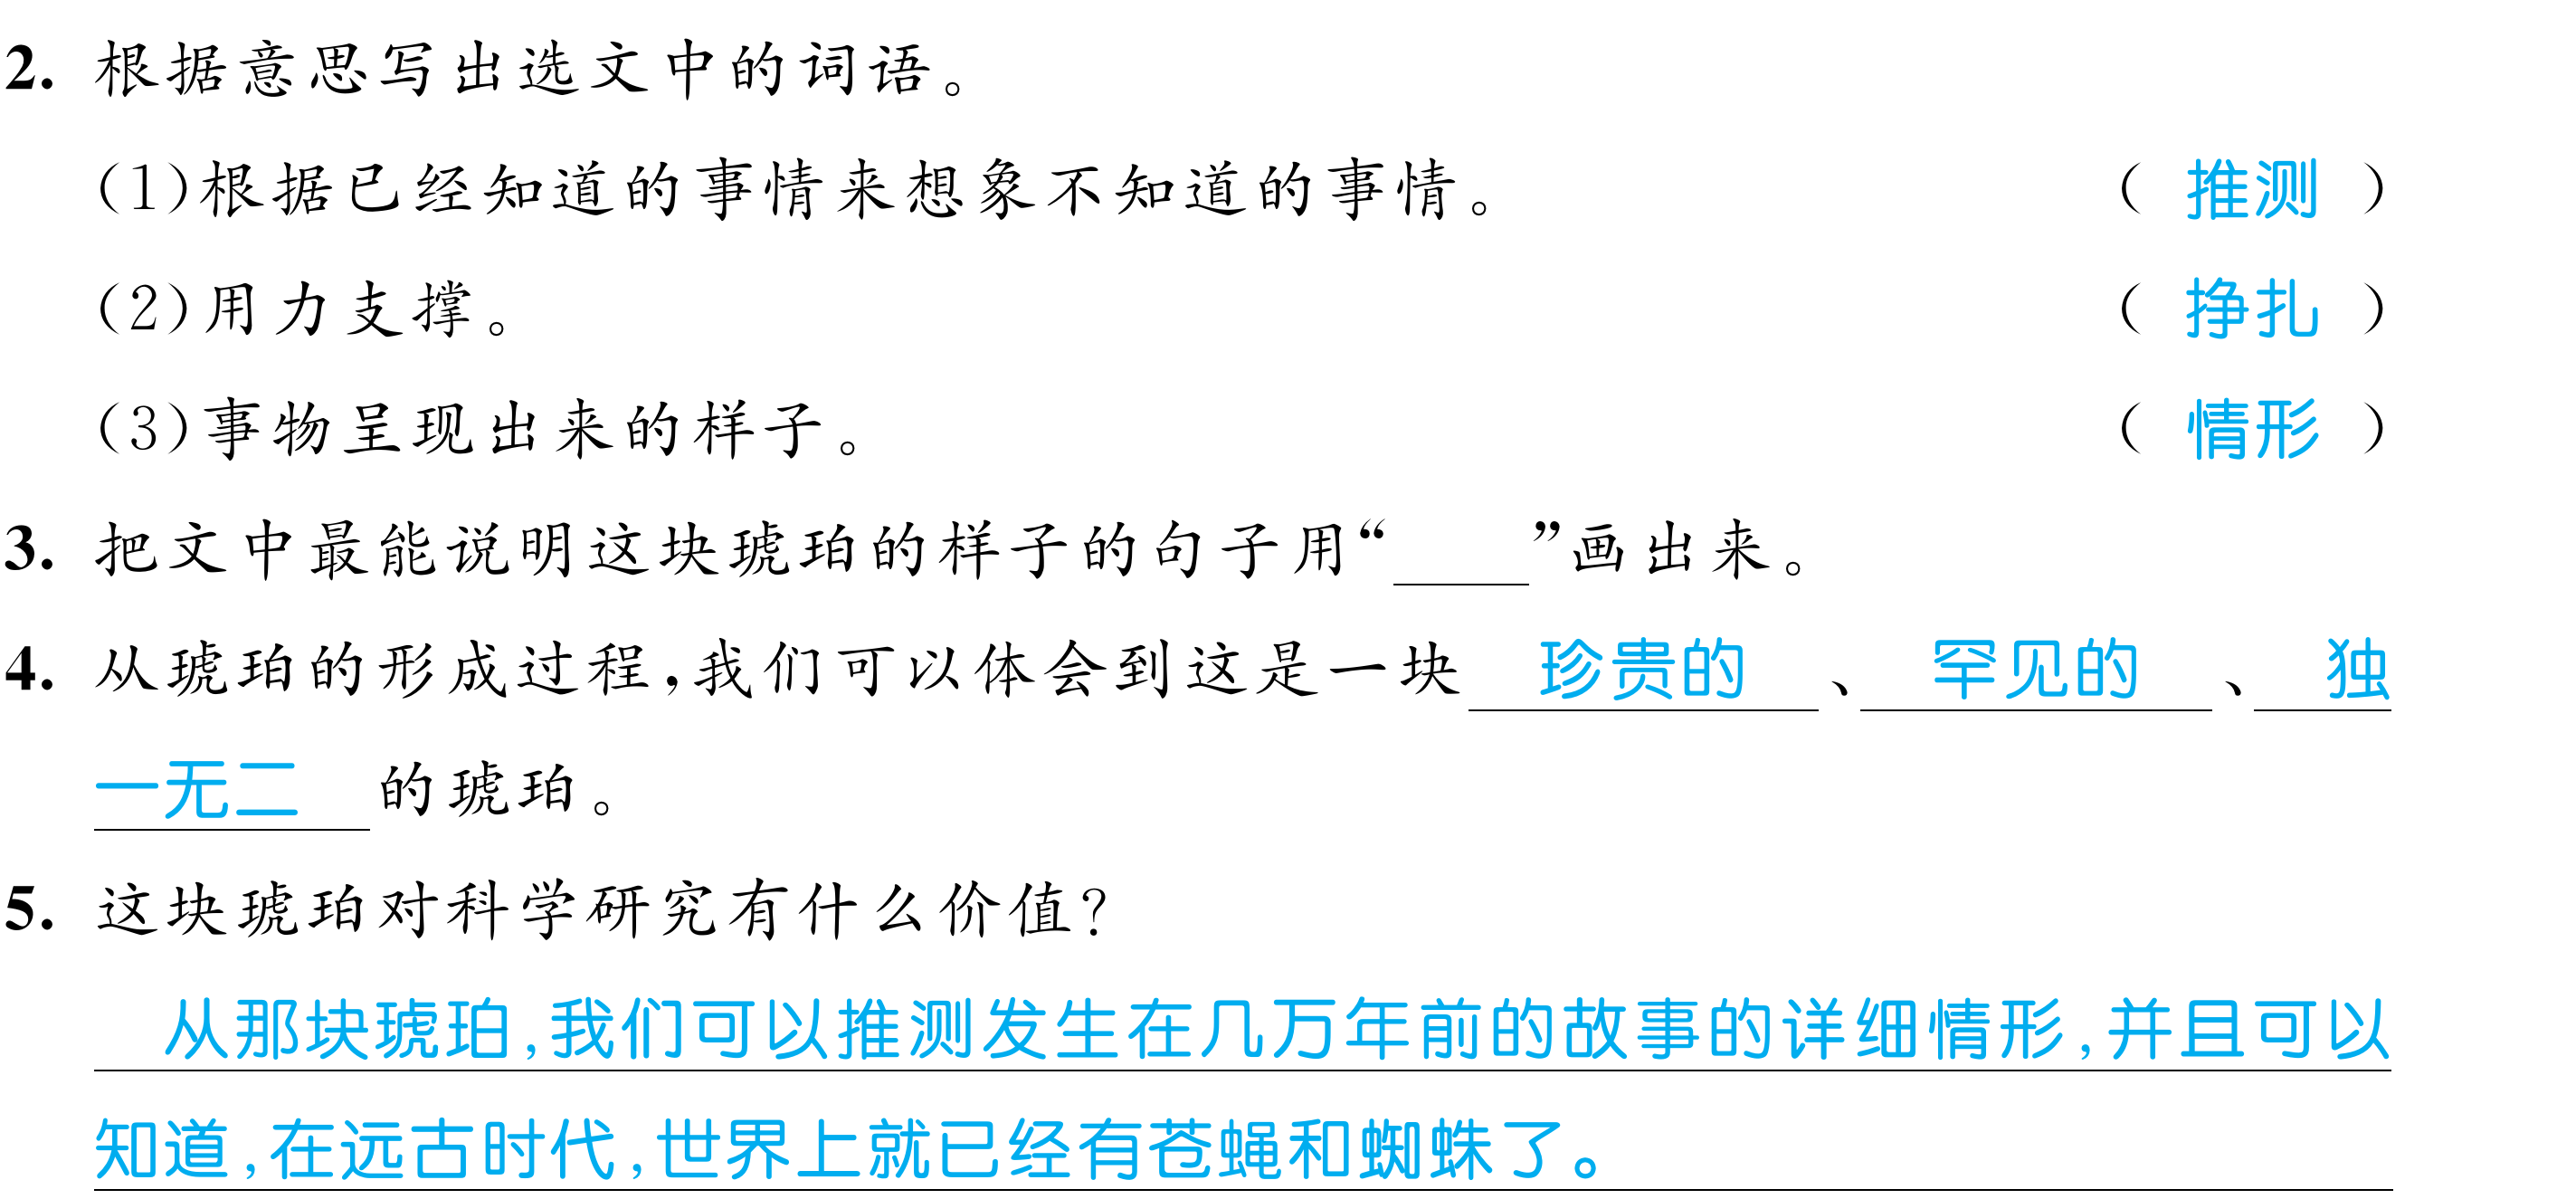 2. 根据意思写出选文中的词语。
(1)根据已经知道的事情来想象不知道的事情。 ( 推测 )
(2)用力支撑。 ( 挣扎 )
(3)事物呈现出来的样子。 ( 情形 )
3. 把文中最能说明这块琥珀的样子的句子用“____”画出来。
4. 从琥珀的形成过程,我们可以体会到这是一块 珍贵的 、 罕见的 、 独
一无二 的琥珀。
5. 这块琥珀对科学研究有什么价值?
从那块琥珀,我们可以推测发生在几万年前的故事的详细情形,并且可以
知道,在远古时代,世界上就已经有苍蝇和蜘蛛了。